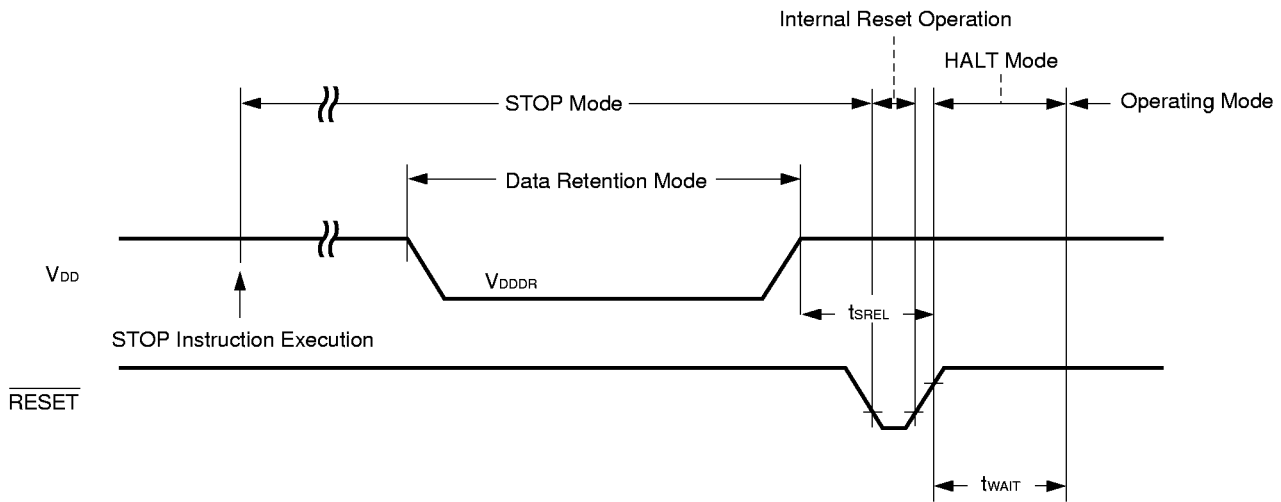 Internal Reset Operation
HALT Mode
STOP Mode
Operating Mode
Data Retention Mode
VDD
VDDDR
tSREL
STOP Instruction Execution
RESET
tWAIT